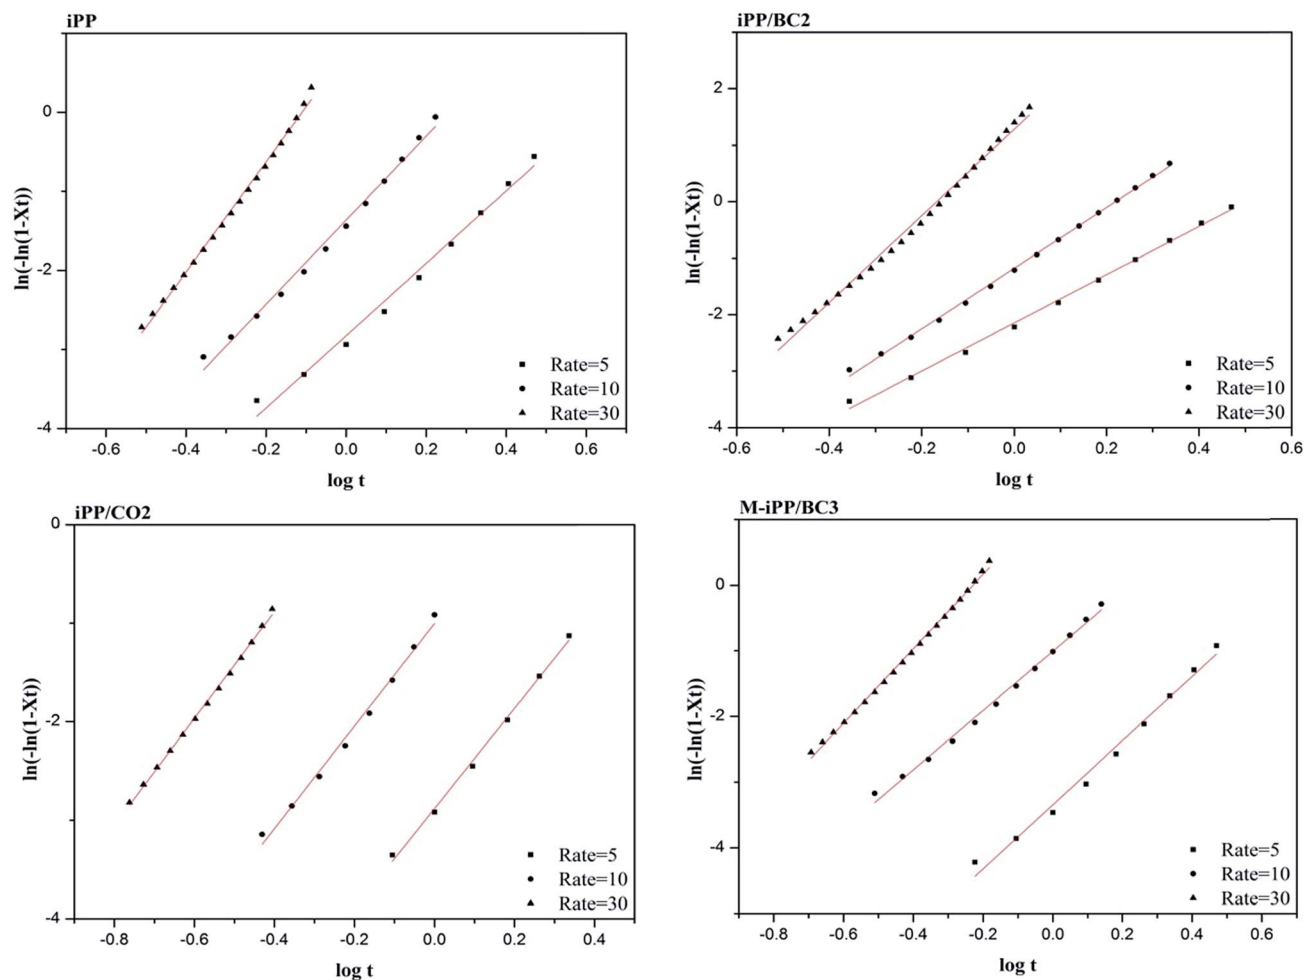 iPP
0
-2
-4
ln(-ln(1-Xt))
Rate=5
Rate=10
Rate=30
-0.6
-0.4
-0.2
0.0
0.2
0.4
0.6
log t
iPP/BC2
2
0
-2
-4
ln(-ln(1-Xt))
Rate=5
Rate=10
Rate=30
-0.6
-0.4
-0.2
0.0
0.2
0.4
0.6
log t
iPP/CO2
0
-2
-4
ln(-ln(1-Xt))
Rate=5
Rate=10
Rate=30
-0.8
-0.6
-0.4
-0.2
0.0
0.2
0.4
log t
M-iPP/BC3
0
-2
-4
ln(-ln(1-Xt))
Rate=5
Rate=10
Rate=30
-0.8
-0.6
-0.4
-0.2
0.0
0.2
0.4
0.6
log t